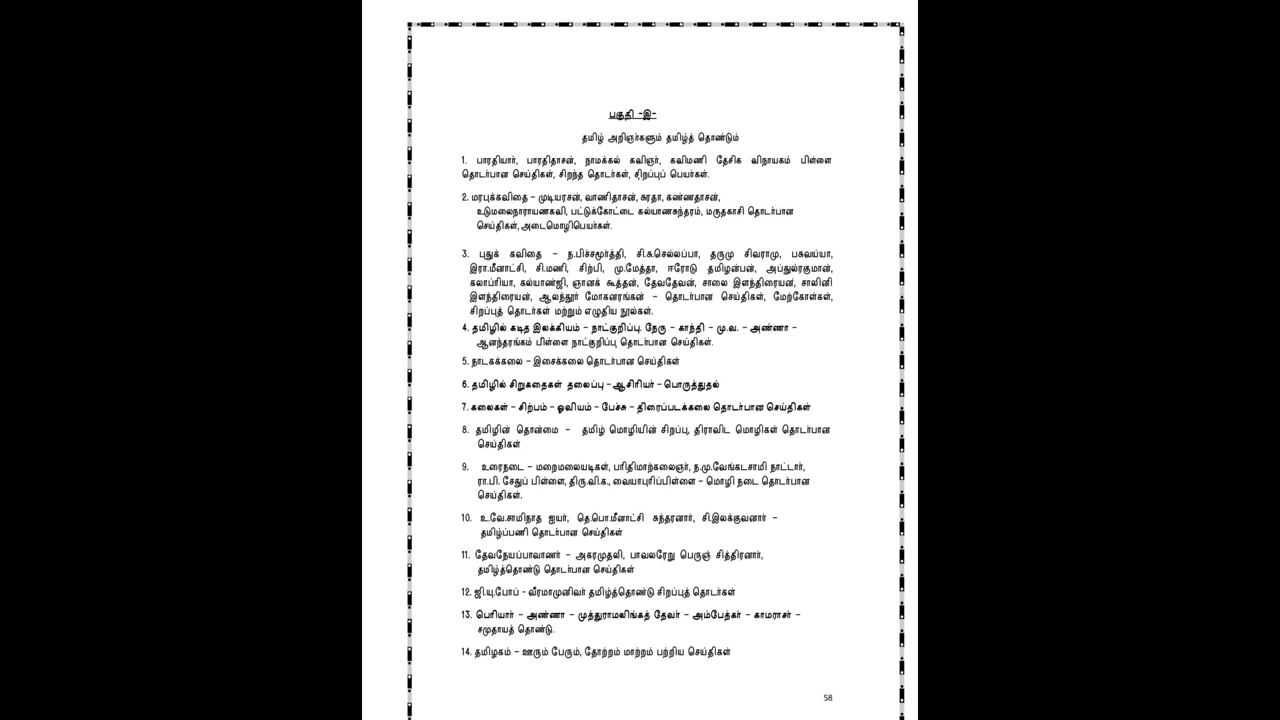 பகுதி -இ-
தமிழ் அறிஞர்களும் தமிழ்த் தொண்டும்
1. பாரதியார், பாரதிதாசன், நாமக்கல் கவிஞர், கவிமணி தேசிக விநாயகம் பிள்ளை
தொடர்பான செய்திகள், சிறந்த தொடர்கள், சிறப்புப் பெயர்கள்.
2. மரபுக்கவிதை – முடியரசன், வாணிதாசன், சுரதா, கண்ணதாசன்,
உடுமலைநாராயணகவி, பட்டுக்கோட்டை கல்யாணசுந்தரம், மருதகாசி தொடர்பான
செய்திகள், அடைமொழிபெயர்கள்.
3. புதுக் கவிதை – ந.பிச்சமூர்த்தி, சி.சு.செல்லப்பா, தருமு சிவராமு, பசுவய்யா,
இரா.மீனாட்சி, சி.மணி, சிற்பி, மு.மேத்தா, ஈரோடு தமிழன்பன், அப்துல்ரகுமான்,
கலாப்ரியா, கல்யாண்ஜி, ஞானக் கூத்தன், தேவதேவன், சாலை இளந்திரையன், சாலினி
இளந்திரையன், ஆலந்தூர் மோகனரங்கன் – தொடர்பான செய்திகள், மேற்கோள்கள்,
சிறப்புத் தொடர்கள் மற்றும் எழுதிய நூல்கள்.
4. தமிழில் கடித இலக்கியம் – நாட்குறிப்பு. நேரு – காந்தி – மு.வ. – அண்ணா –
ஆனந்தரங்கம் பிள்ளை நாட்குறிப்பு, தொடர்பான செய்திகள்.
5. நாடகக்கலை – இசைக்கலை தொடர்பான செய்திகள்
6. தமிழில் சிறுகதைகள் தலைப்பு – ஆசிரியர் – பொருத்துதல்
7. கலைகள் – சிற்பம் – ஓவியம் – பேச்சு – திரைப்படக்கலை தொடர்பான செய்திகள்
8. தமிழின் தொன்மை – தமிழ் மொழியின் சிறப்பு, திராவிட மொழிகள் தொடர்பான
செய்திகள்
9. உரைநடை – மறைமலையடிகள், பரிதிமாற்கலைஞர், ந.மு.வேங்கடசாமி நாட்டார்,
ரா.பி. சேதுப் பிள்ளை, திரு.வி.க., வையாபுரிப்பிள்ளை – மொழி நடை தொடர்பான
செய்திகள்.
10. உ.வே.சாமிநாத ஐயர், தெ.பொ.மீனாட்சி சுந்தரனார், சி.இலக்குவனார் –
தமிழ்ப்பணி தொடர்பான செய்திகள்
11. தேவநேயப்பாவாணர் – அகரமுதலி, பாவலரேறு பெருஞ் சித்திரனார்,
தமிழ்த்தொண்டு தொடர்பான செய்திகள்
12. ஜி.யு.போப் - வீரமாமுனிவர் தமிழ்த்தொண்டு சிறப்புத் தொடர்கள்
13. பெரியார் – அண்ணா – முத்துராமலிங்கத் தேவர் – அம்பேத்கர் – காமராசர் –
சமுதாயத் தொண்டு.
14. தமிழகம் – ஊரும் பேரும், தோற்றம் மாற்றம் பற்றிய செய்திகள்
58